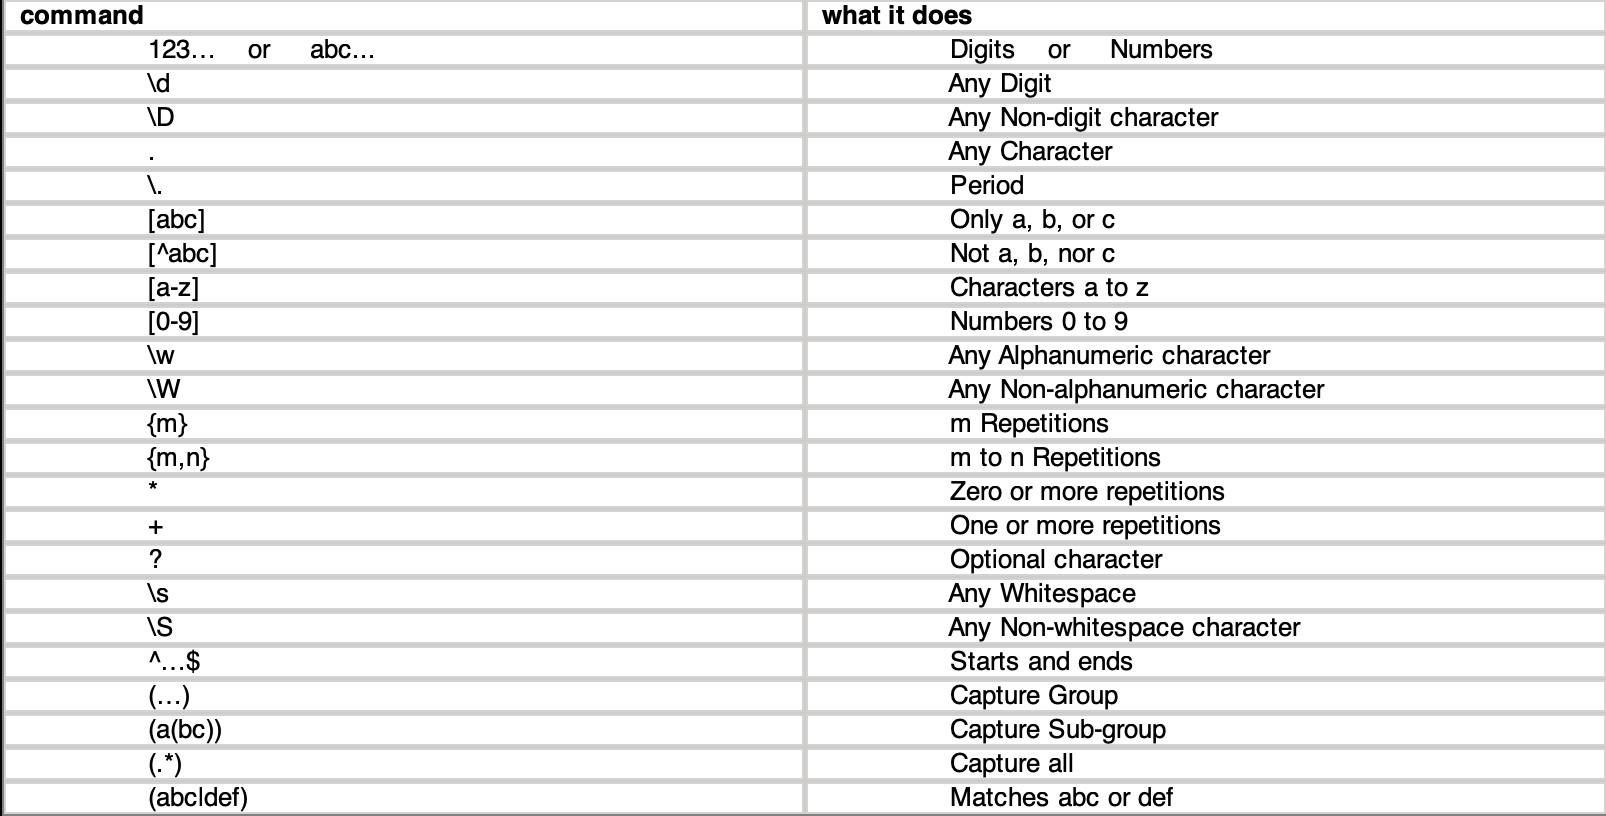 command what it does
123... or abc... Digits or Numbers
\d Any Digit
\D Any Non-digit character
. Any Character
\. Period
[abc] Only a, b, or c
[^abc] Not a, b, nor c
[a-z] Characters a to z
[0-9] Numbers 0 to 9
\w Any Alphanumeric character
\W Any Non-alphanumeric character
{m} m Repetitions
{m,n} m to n Repetitions
* Zero or more repetitions
+ One or more repetitions
? Optional character
\s Any Whitespace
\S Any Non-whitespace character
^...$ Starts and ends
(...) Capture Group
(a(bc)) Capture Sub-group
(.*) Capture all
(abc|def) Matches abc or def